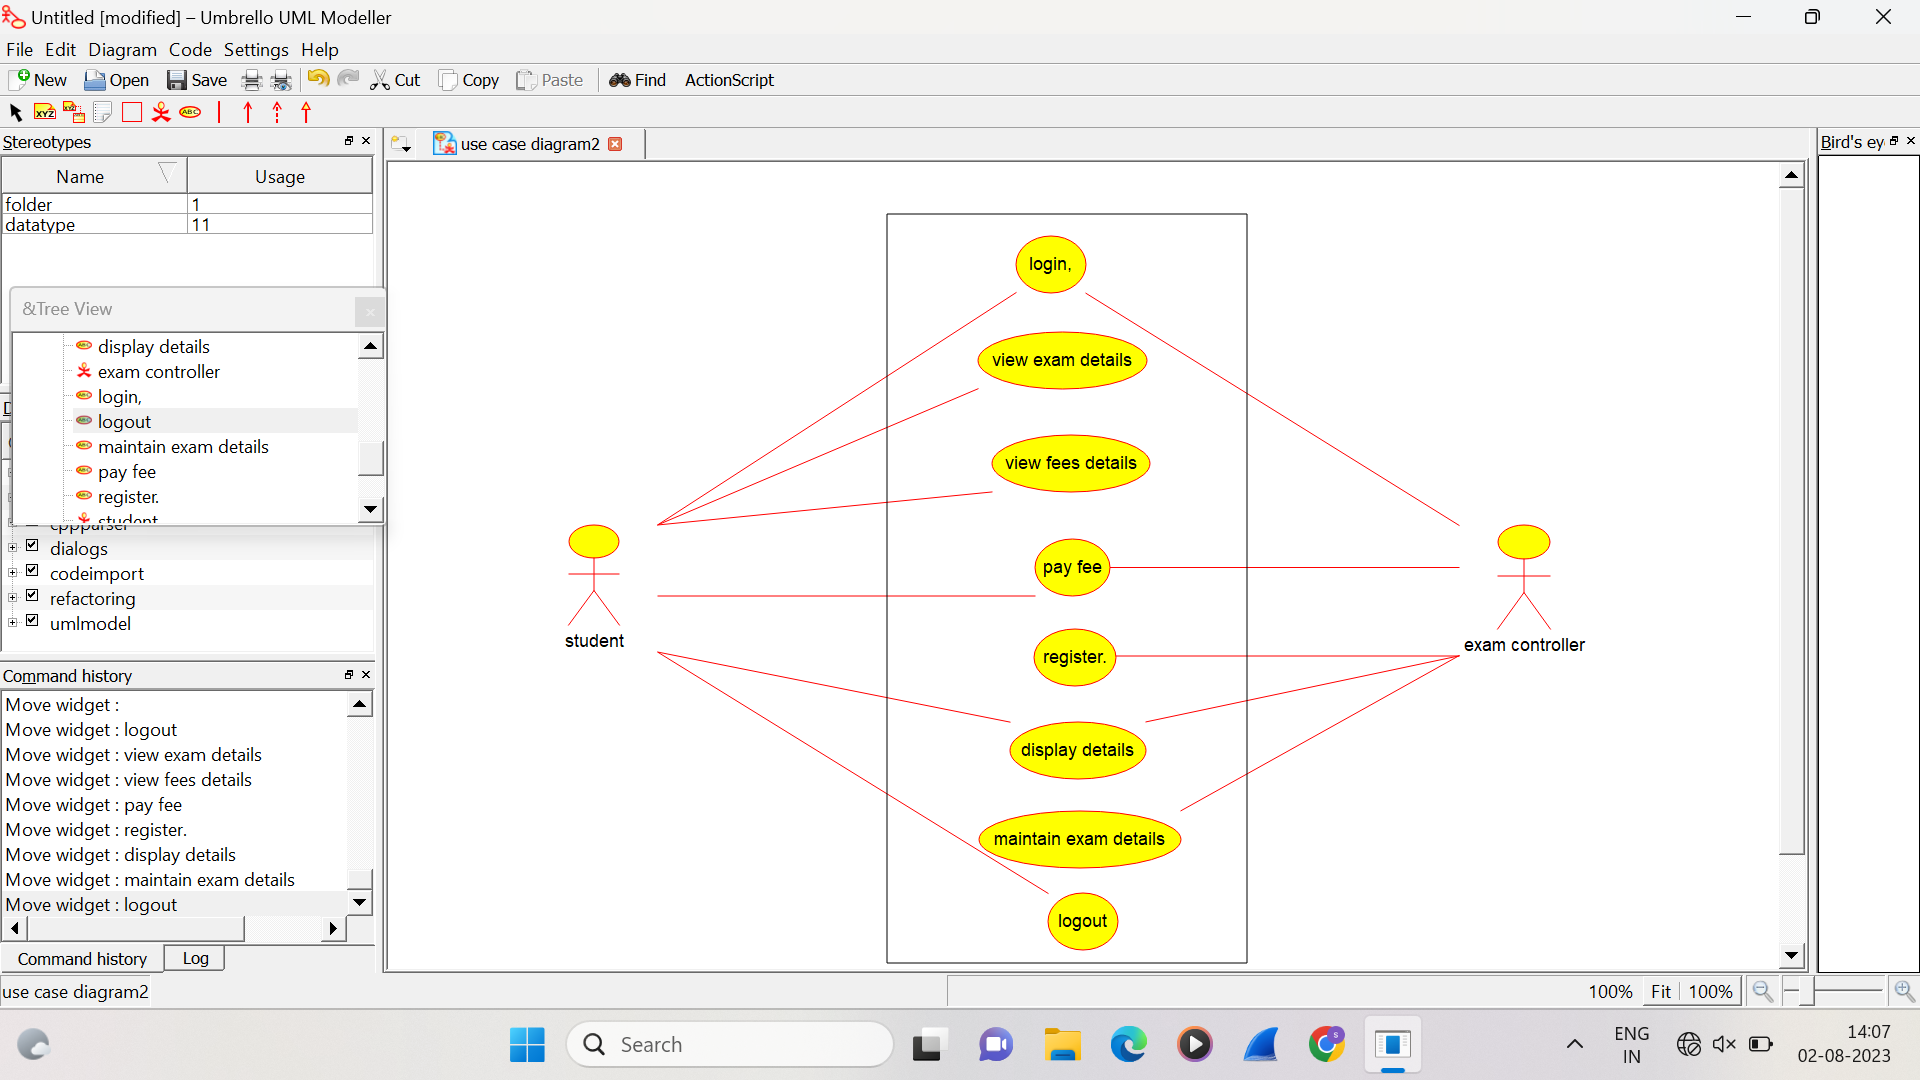 Untitled [modified] – Umbrello UML Modeller
File Edit Diagram Code Settings Help
New Open Save Cut Copy Paste Find ActionScript
XYZ XYZ ABC
Stereotypes
Name Usage
folder 1
datatype 11
&Tree View
display details
exam controller
login,
logout
maintain exam details
pay fee
register.
student
cppparser
dialogs
codeimport
refactoring
umlmodel
Command history
Move widget :
Move widget : logout
Move widget : view exam details
Move widget : view fees details
Move widget : pay fee
Move widget : register.
Move widget : display details
Move widget : maintain exam details
Move widget : logout
Command history Log
use case diagram2
use case diagram2
login,
view exam details
view fees details
pay fee
register.
display details
maintain exam details
logout
student
exam controller
Bird's ey
100% Fit 100%
Search
ENG
IN
14:07
02-08-2023